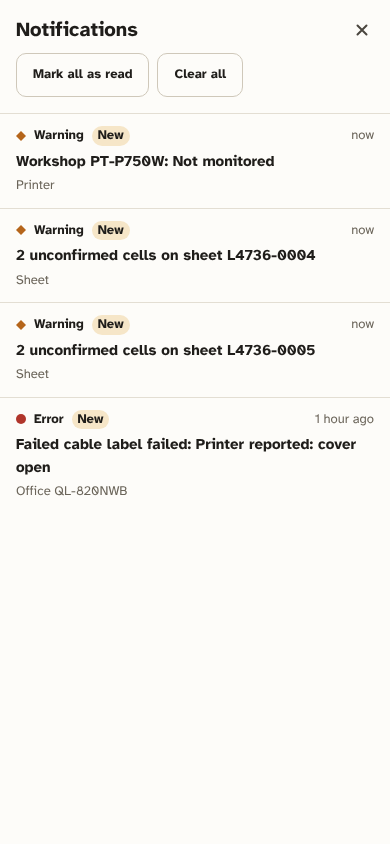 Notifications
Mark all as read
Clear all
Warning New now
Workshop PT-P750W: Not monitored
Printer
Warning New now
2 unconfirmed cells on sheet L4736-0004
Sheet
Warning New now
2 unconfirmed cells on sheet L4736-0005
Sheet
Error New 1 hour ago
Failed cable label failed: Printer reported: cover
open
Office QL-820NWB